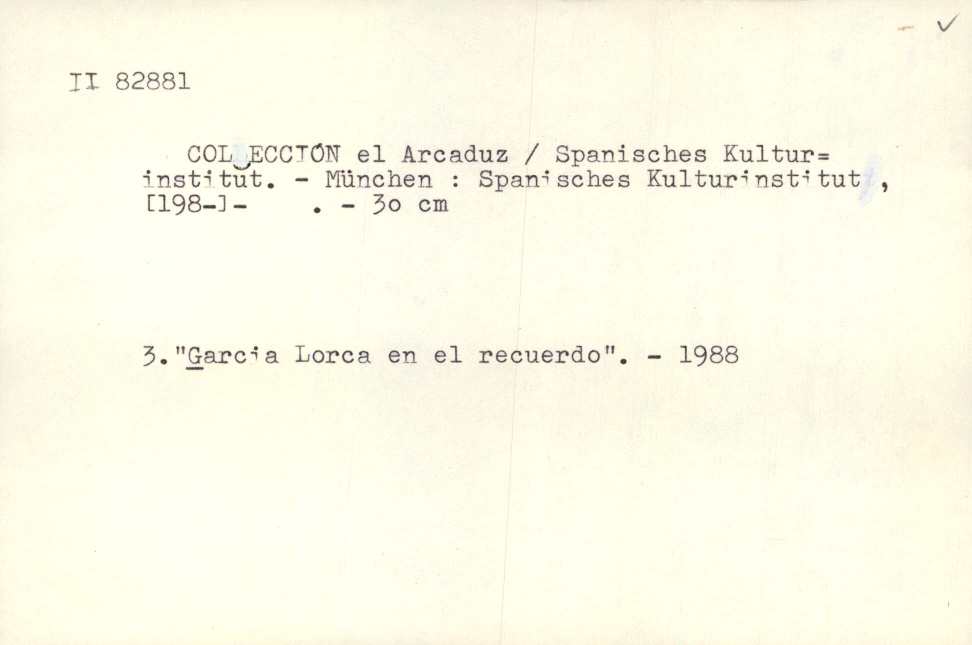 II 82881
COLECCIÓN el Arcaduz / Spanisches Kultur=
institut. - München : Spanisches Kulturinstitut,
[198-]- . - 30 cm
3."Garcia Lorca en el recuerdo". - 1988